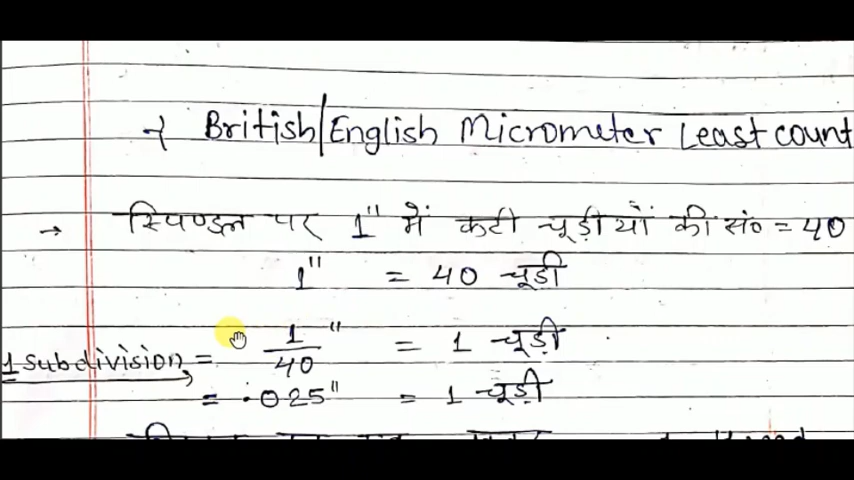 → British/English Micrometer Least count
→ स्पिण्डल पर 1" में कटी चूड़ीयों की सं० = 40
1" = 40 चूड़ी
1 subdivision = 1/40" = 1 चूड़ी
= .025" = 1 चूड़ी